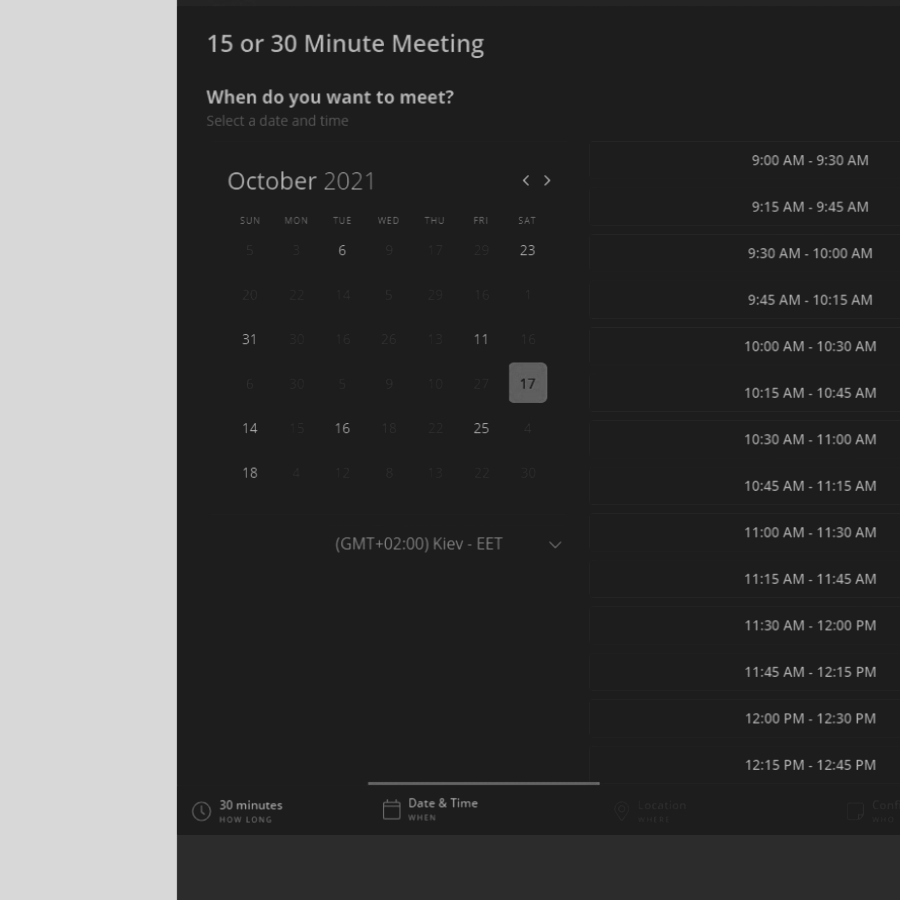 15 or 30 Minute Meeting
When do you want to meet?
Select a date and time
October 2021
SUN MON TUE WED THU FRI SAT
5 3 6 9 17 29 23
20 22 14 5 29 16 1
31 30 16 26 13 11 16
6 30 5 9 10 27 17
14 15 16 18 22 25 4
18 4 12 8 13 22 30
(GMT+02:00) Kiev - EET
9:00 AM - 9:30 AM
9:15 AM - 9:45 AM
9:30 AM - 10:00 AM
9:45 AM - 10:15 AM
10:00 AM - 10:30 AM
10:15 AM - 10:45 AM
10:30 AM - 11:00 AM
10:45 AM - 11:15 AM
11:00 AM - 11:30 AM
11:15 AM - 11:45 AM
11:30 AM - 12:00 PM
11:45 AM - 12:15 PM
12:00 PM - 12:30 PM
12:15 PM - 12:45 PM
30 minutes
HOW LONG
Date & Time
WHEN
Location
WHERE
Conf
WHO